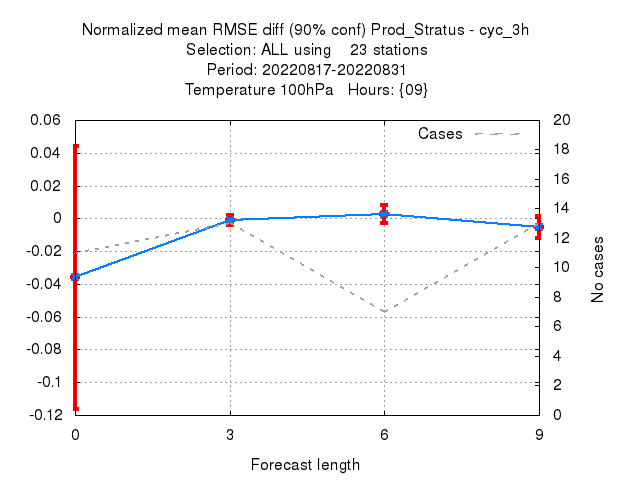 Normalized mean RMSE diff (90% conf) Prod_Stratus - cyc_3h
Selection: ALL using    23 stations
Period: 20220817-20220831
Temperature 100hPa   Hours: {09}
Cases
0.06
0.04
0.02
0
-0.02
-0.04
-0.06
-0.08
-0.1
-0.12
20
18
16
14
12
10
8
6
4
2
0
No cases
0 3 6 9
Forecast length